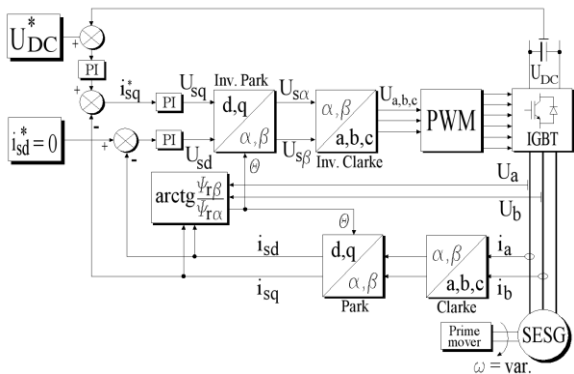 U*DC
+
PI
+
-
i*sq
PI
Usq
Inv. Park
d,q
α,β
Usα
Usβ
α,β
a,b,c
Inv. Clarke
Ua,b,c
PWM
UDC
IGBT
i*sd=0
+
-
PI
Usd
Θ
arctg Ψrβ
Ψrα
Ua
Ub
Θ
isd
isq
d,q
α,β
Park
α,β
a,b,c
Clarke
ia
ib
Prime
mover
SESG
ω = var.